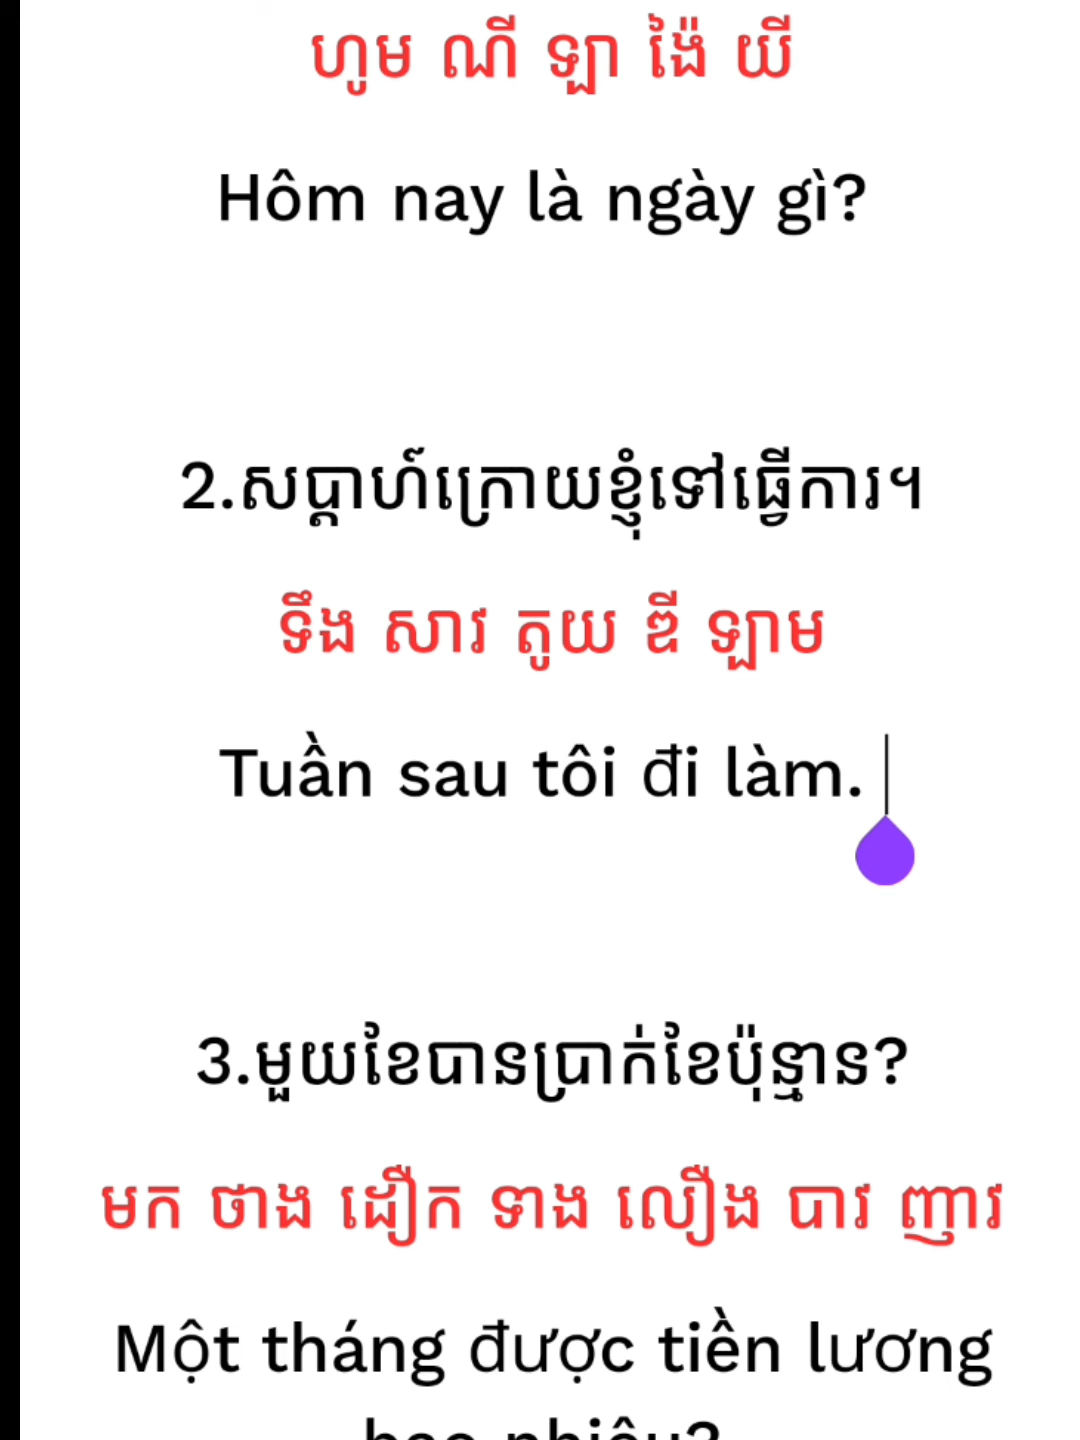 ហូម ណី ឡា ង៉ៃ យី
Hôm nay là ngày gì?
2.សប្ដាហ៍ក្រោយខ្ញុំទៅធ្វើការ។
ទឹង សាវ តូយ ឌី ឡាម
Tuần sau tôi đi làm.
3.មួយខែបានប្រាក់ខែប៉ុន្មាន?
មក ថាង ដឿក ទាង លឿង បាវ ញាវ
Một tháng được tiền lương
bao nhiêu?